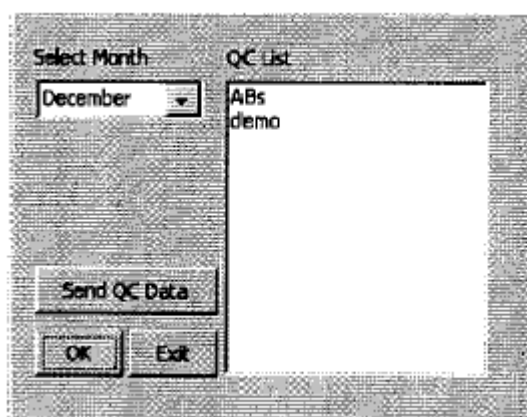 Select Month
QC List
December
ABs
demo
Send QC Data
OK
Exit